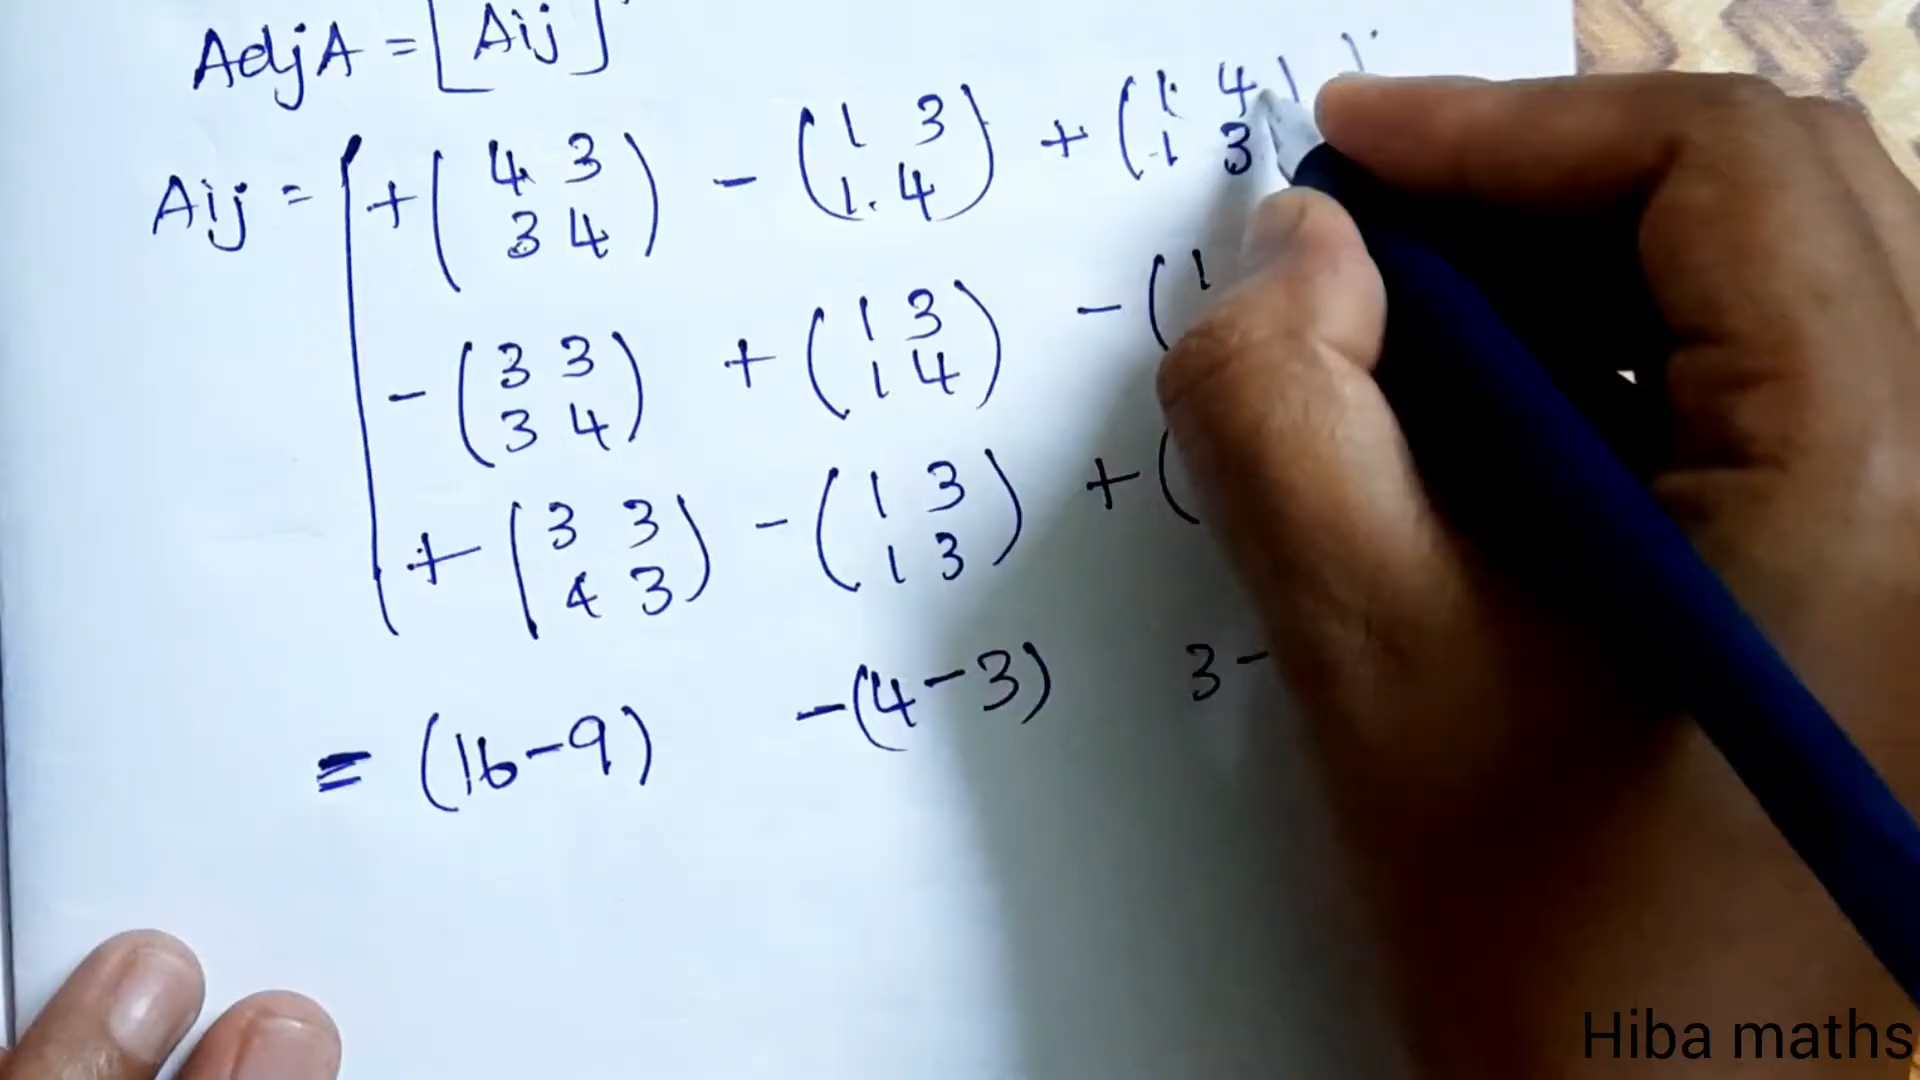 AdjA = [Aij]
Aij = [ +( 4 3 ) - ( 1 3 ) + ( 1 4 )
3 4 1 4 1 3
- ( 3 3 ) + ( 1 3 ) - ( 1
3 4 1 4
+ ( 3 3 ) - ( 1 3 ) + (
4 3 1 3
= (16-9) -(4-3) 3-
Hiba maths